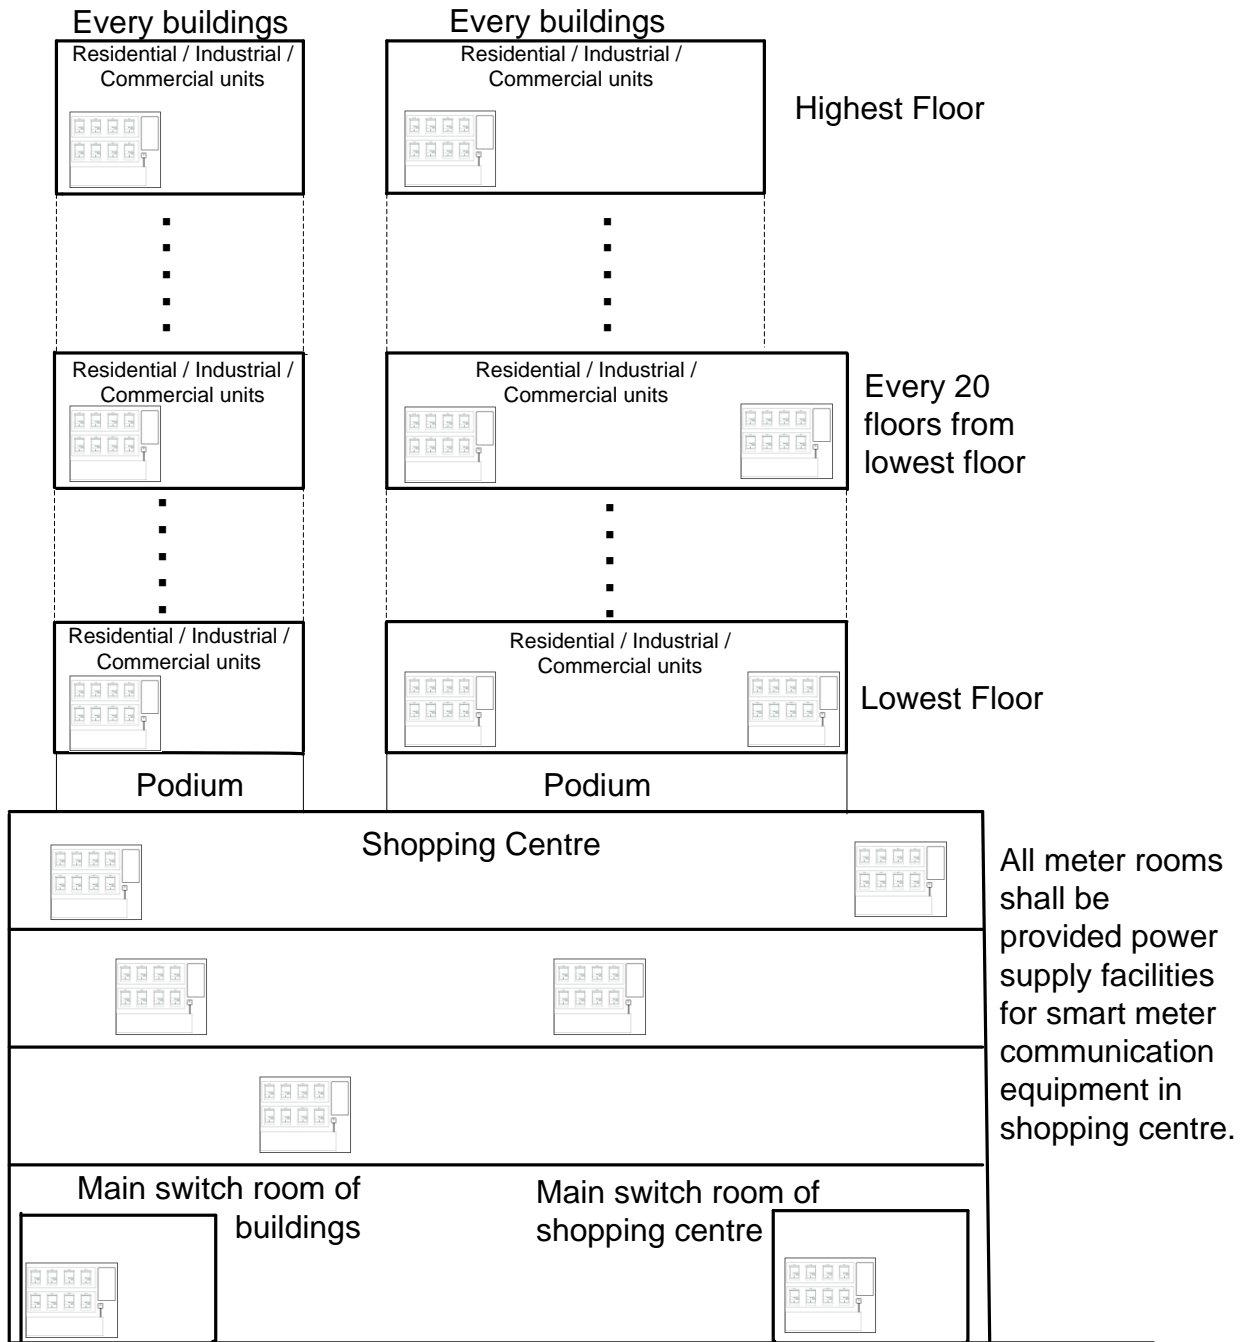 Every buildings
Every buildings
Residential / Industrial /
Commercial units
Residential / Industrial /
Commercial units
Highest Floor
Residential / Industrial /
Commercial units
Residential / Industrial /
Commercial units
Every 20
floors from
lowest floor
Residential / Industrial /
Commercial units
Residential / Industrial /
Commercial units
Lowest Floor
Podium
Podium
Shopping Centre
All meter rooms
shall be
provided power
supply facilities
for smart meter
communication
equipment in
shopping centre.
Main switch room of
buildings
Main switch room of
shopping centre